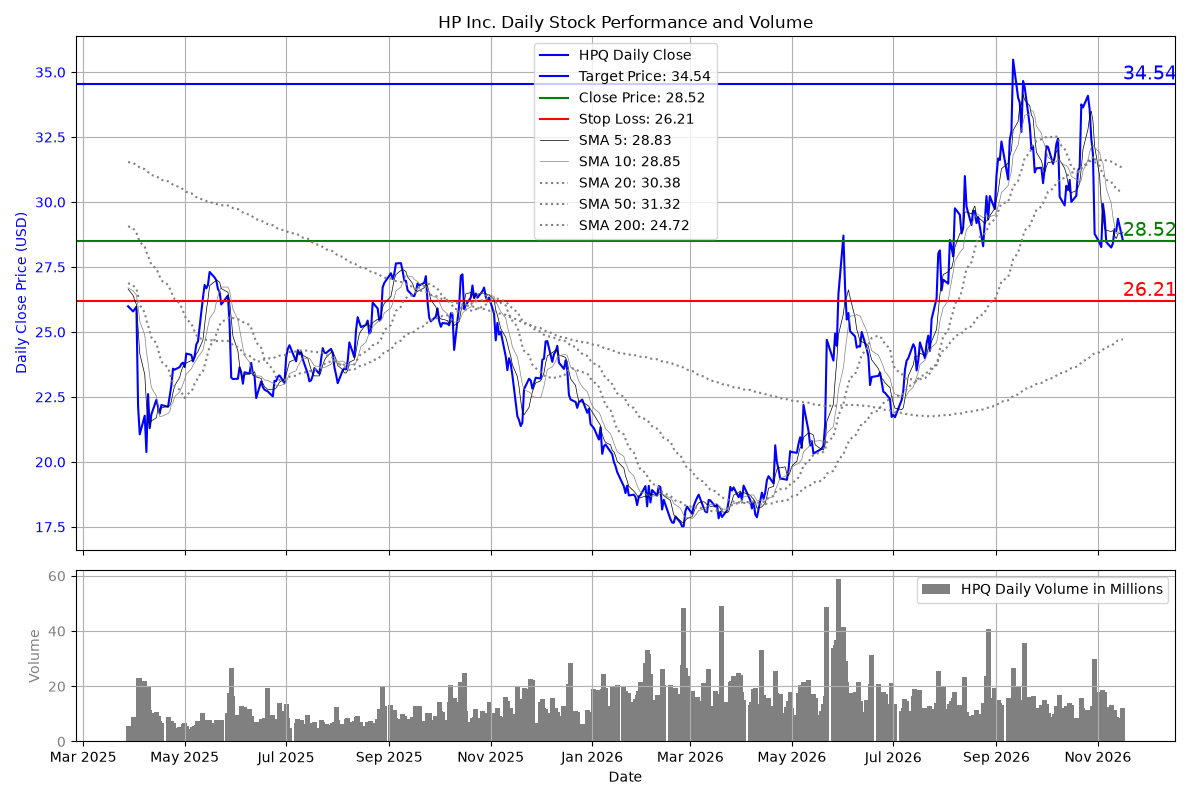 HP Inc. Daily Stock Performance and Volume
Daily Close Price (USD)
35.0
32.5
30.0
27.5
25.0
22.5
20.0
17.5
HPQ Daily Close
Target Price: 34.54
Close Price: 28.52
Stop Loss: 26.21
SMA 5: 28.83
SMA 10: 28.85
SMA 20: 30.38
SMA 50: 31.32
SMA 200: 24.72
34.54
28.52
26.21
Volume
60
40
20
0
HPQ Daily Volume in Millions
Mar 2025 May 2025 Jul 2025 Sep 2025 Nov 2025 Jan 2026 Mar 2026 May 2026 Jul 2026 Sep 2026 Nov 2026
Date